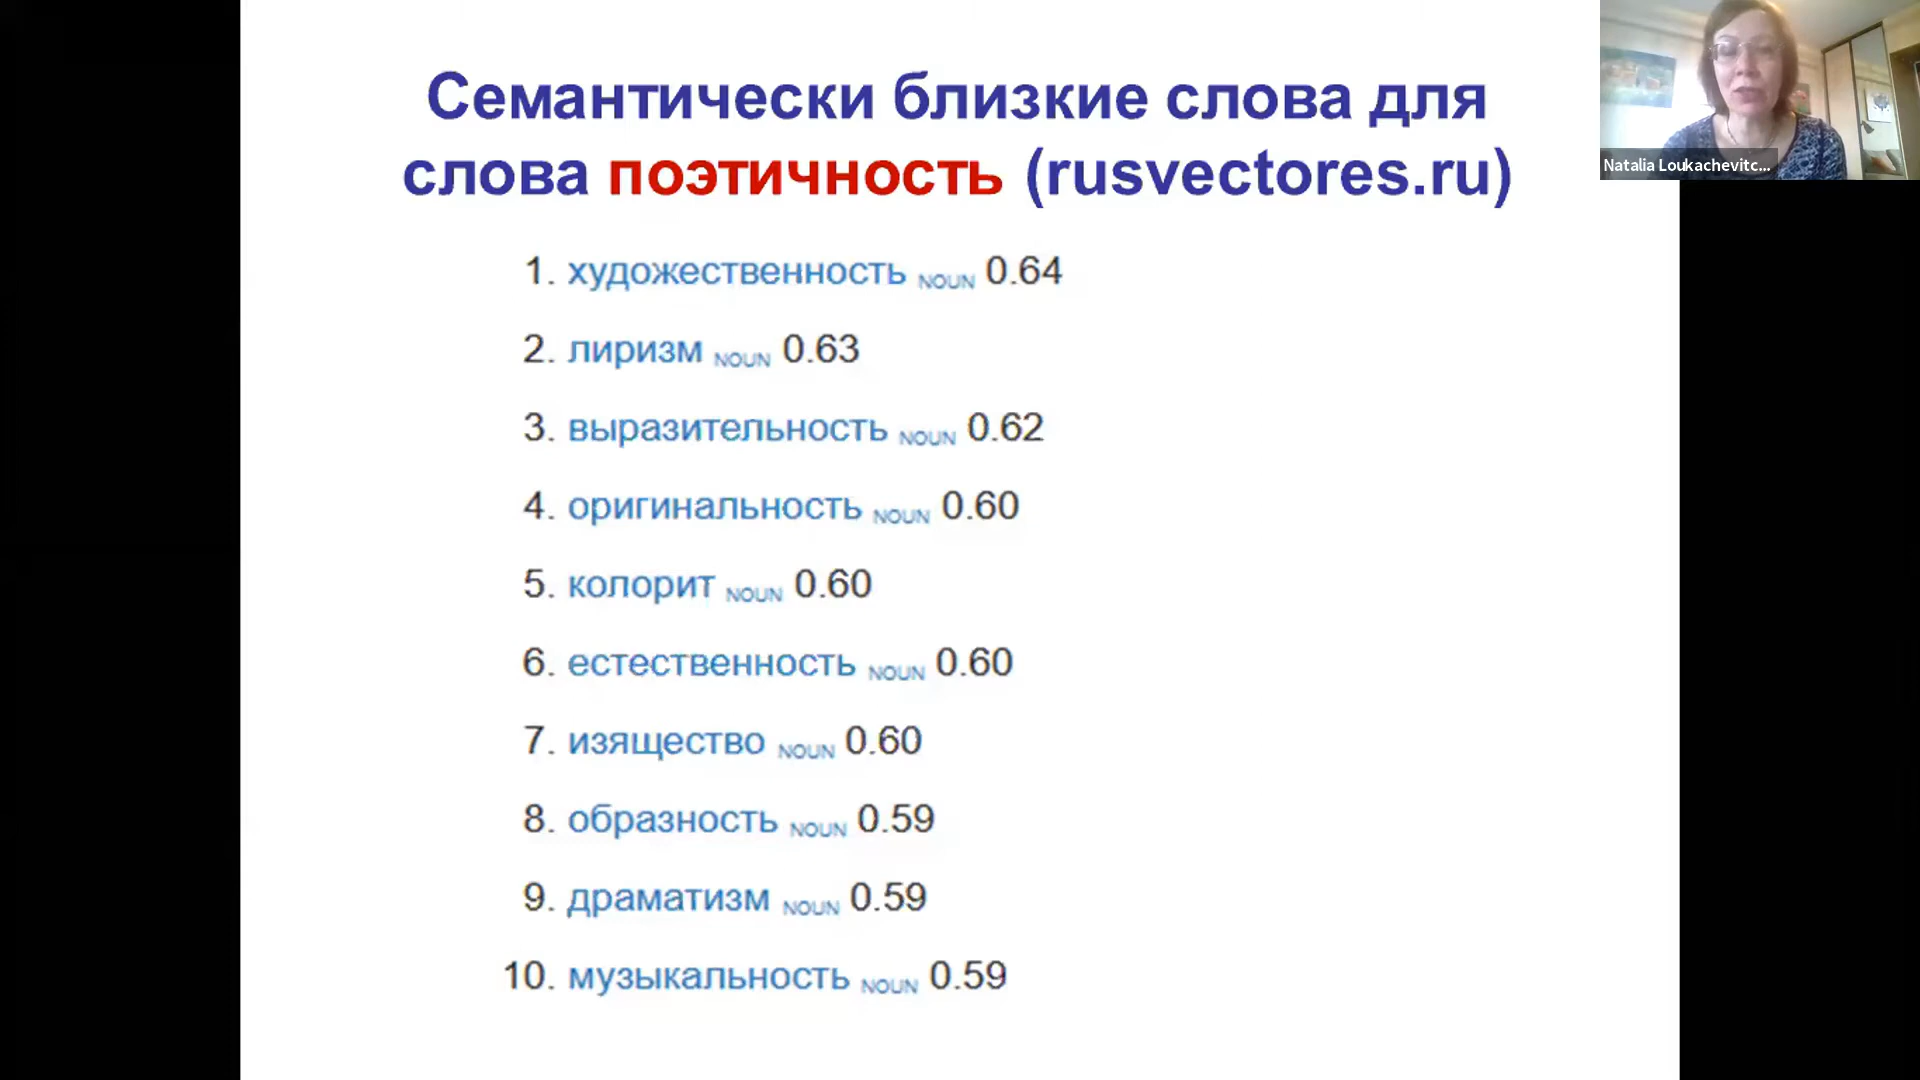 Семантически близкие слова для
слова поэтичность (rusvectores.ru)
1. художественность NOUN 0.64
2. лиризм NOUN 0.63
3. выразительность NOUN 0.62
4. оригинальность NOUN 0.60
5. колорит NOUN 0.60
6. естественность NOUN 0.60
7. изящество NOUN 0.60
8. образность NOUN 0.59
9. драматизм NOUN 0.59
10. музыкальность NOUN 0.59
Natalia Loukachevitc...